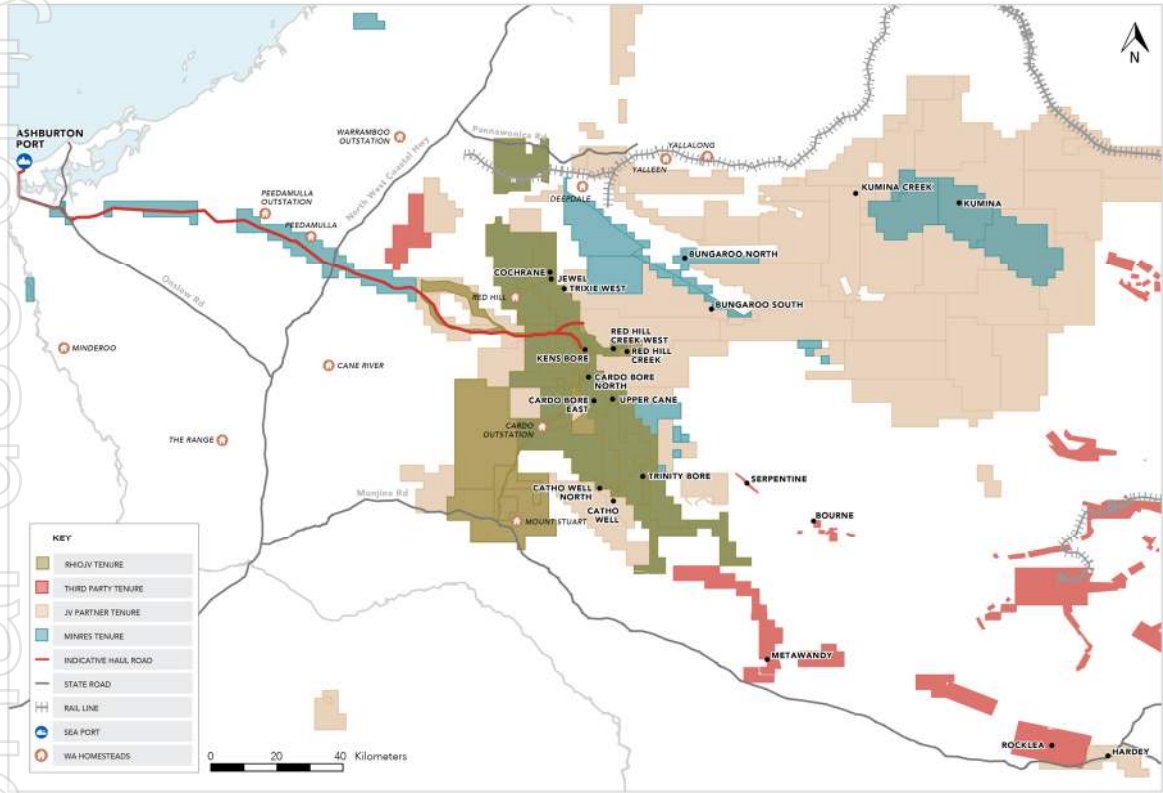 N
ASHBURTON
PORT
WARRAMBOO
OUTSTATION
Pannawonica Rd
North West Coastal Hwy
YALLALONG
YALLEEN
DEEPDALE
KUMINA CREEK
KUMINA
PEEDAMULLA
OUTSTATION
PEEDAMULLA
BUNGAROO NORTH
COCHRANE
JEWEL
TRIXIE WEST
RED HILL
BUNGAROO SOUTH
Onslow Rd
MINDEROO
CANE RIVER
RED HILL
CREEK WEST
RED HILL
CREEK
KENS BORE
CARDO BORE
NORTH
CARDO BORE
EAST
UPPER CANE
CARDO
OUTSTATION
THE RANGE
TRINITY BORE
SERPENTINE
CATHO WELL
NORTH
CATHO
WELL
Munjina Rd
MOUNT STUART
BOURNE
METAWANDY
ROCKLEA
HARDEY
KEY
RHIOJV TENURE
THIRD PARTY TENURE
JV PARTNER TENURE
MINRES TENURE
INDICATIVE HAUL ROAD
STATE ROAD
RAIL LINE
SEA PORT
WA HOMESTEADS
0 20 40 Kilometers